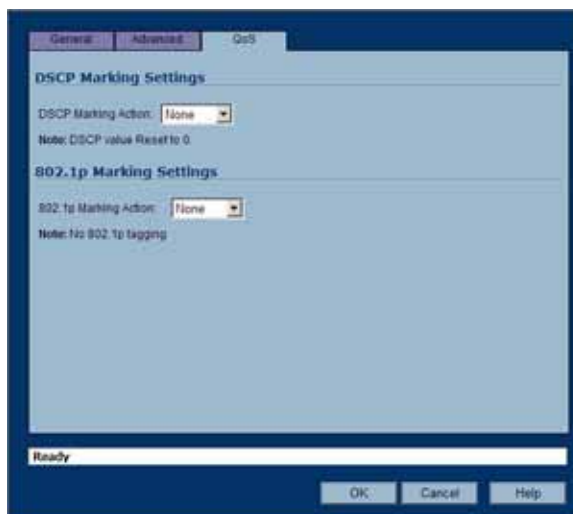 General Advanced QoS
DSCP Marking Settings
DSCP Marking Action: None
Note: DSCP value Reset to 0.
802.1p Marking Settings
802.1p Marking Action: None
Note: No 802.1p tagging
Ready
OK Cancel Help